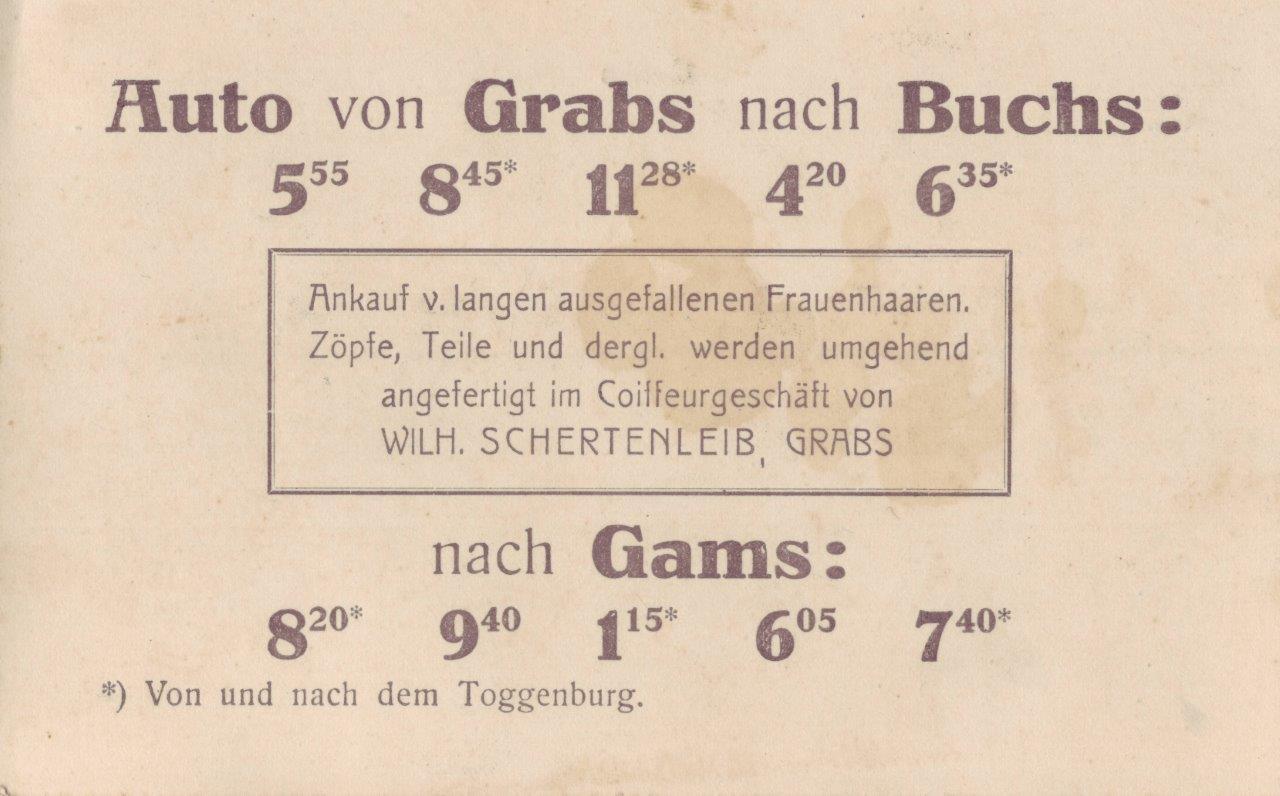 Auto von Grabs nach Buchs:
5⁵⁵ 8⁴⁵* 11²⁸* 4²⁰ 6³⁵*
Ankauf v. langen ausgefallenen Frauenhaaren.
Zöpfe, Teile und dergl. werden umgehend
angefertigt im Coiffeurgeschäft von
WILH. SCHERTENLEIB, GRABS
nach Gams:
8²⁰* 9⁴⁰ 1¹⁵* 6⁰⁵ 7⁴⁰*
*) Von und nach dem Toggenburg.